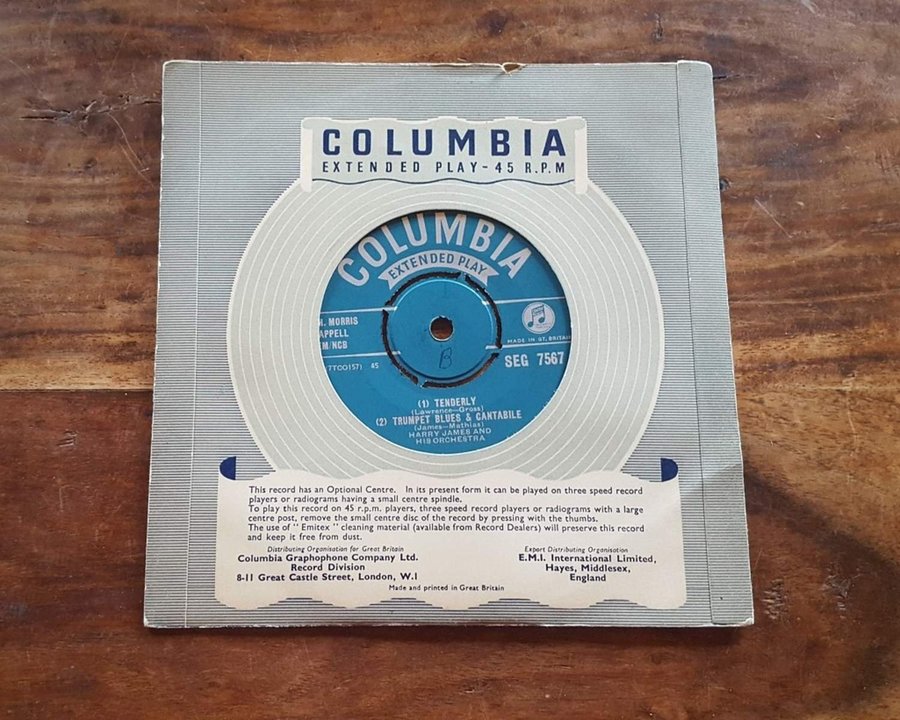 COLUMBIA
EXTENDED PLAY - 45 R.P.M
COLUMBIA
EXTENDED PLAY
MORRIS
M/NCB
MADE IN GT. BRITAIN
7TCO157) 45
SEG 7567
B
(1) TENDERLY
(Lawrence—Gross)
(2) TRUMPET BLUES & CANTABILE
(James—Mathias)
HARRY JAMES AND
HIS ORCHESTRA
This record has an Optional Centre. In its present form it can be played on three speed record
players or radiograms having a small centre spindle.
To play this record on 45 r.p.m. players, three speed record players or radiograms with a large
centre post, remove the small centre disc of the record by pressing with the thumbs.
The use of "Emitex" cleaning material (available from Record Dealers) will preserve this record
and keep it free from dust.
Distributing Organisation for Great Britain
Columbia Graphophone Company Ltd.
Record Division
8-11 Great Castle Street, London, W.1
Export Distributing Organisation
E.M.I. International Limited,
Hayes, Middlesex,
England
Made and printed in Great Britain